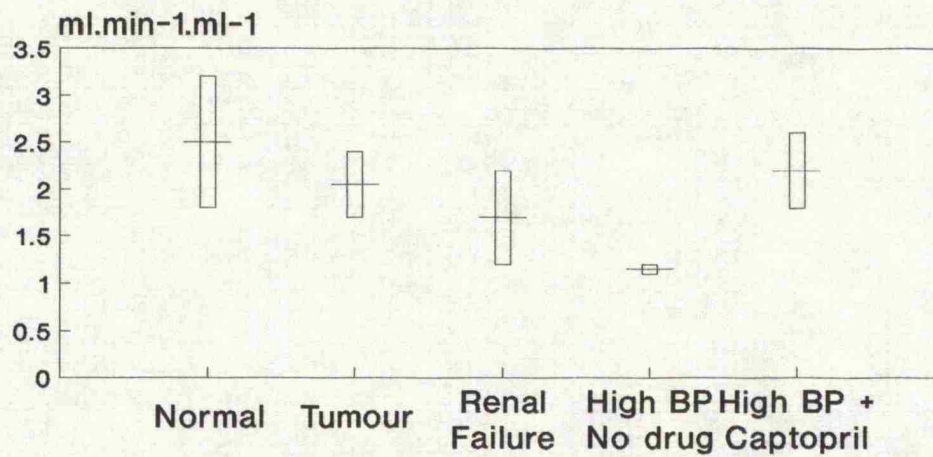 ml.min-1.ml-1
3.5
3
2.5
2
1.5
1
0.5
0
Normal
Tumour
Renal
Failure
High BP
No drug
High BP +
Captopril